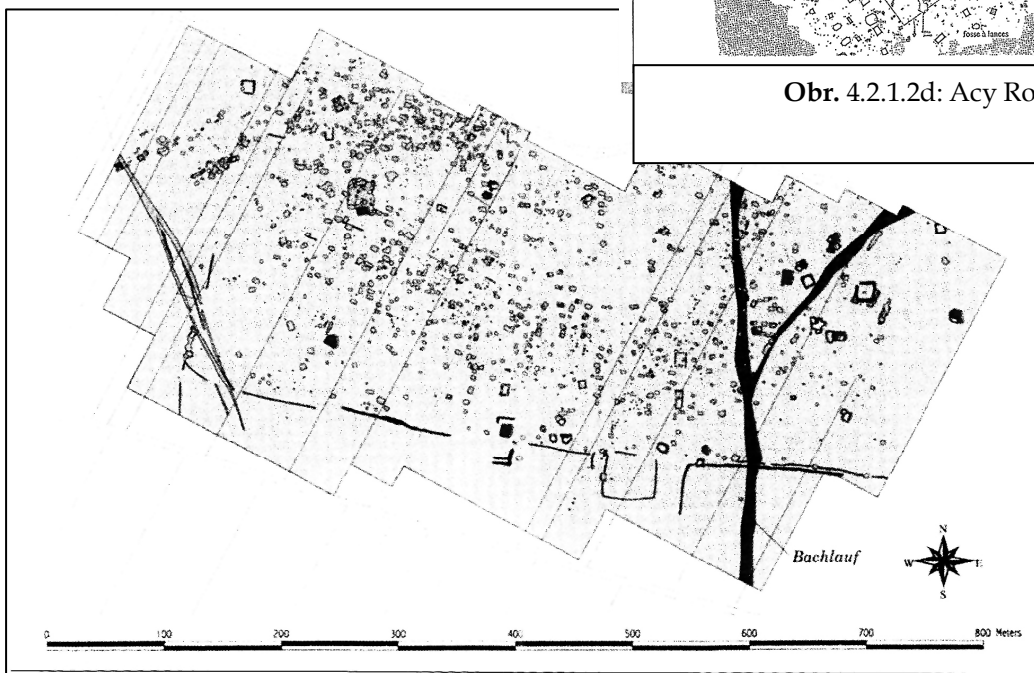 fosse à lances
Obr. 4.2.1.2d: Acy Ro
Bachlauf
N
W E
S
0 100 200 300 400 500 600 700 800 Meters